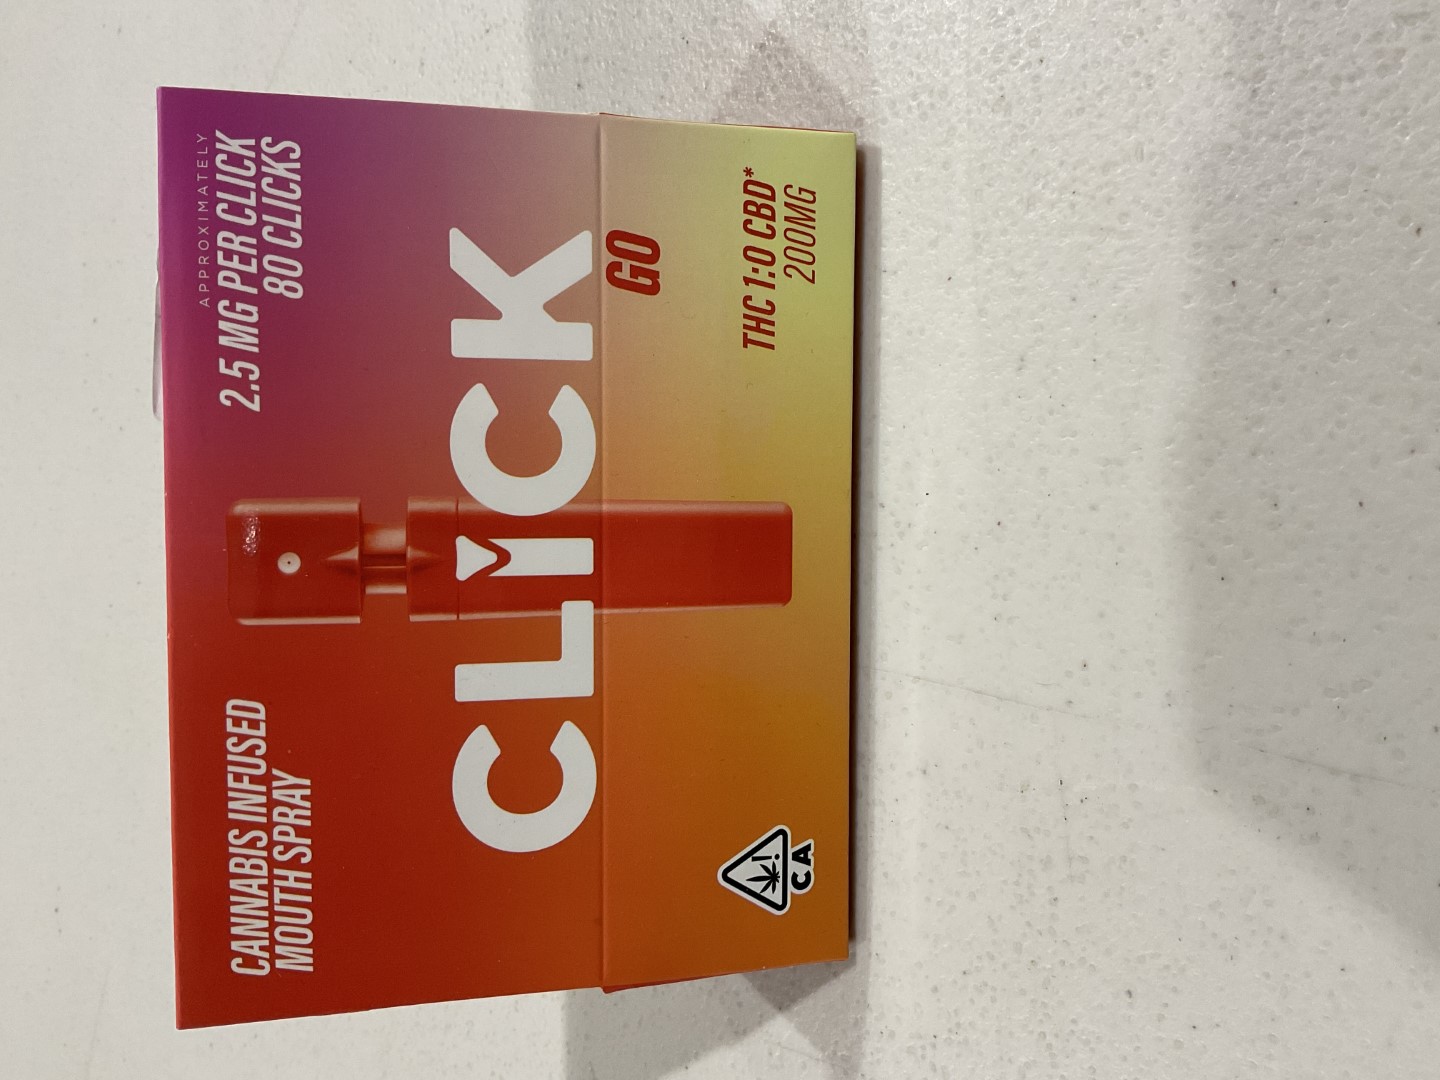 CANNABIS INFUSED
MOUTH SPRAY
APPROXIMATELY
2.5 MG PER CLICK
80 CLICKS
CLICK
GO
CA
THC 1:0 CBD*
200MG